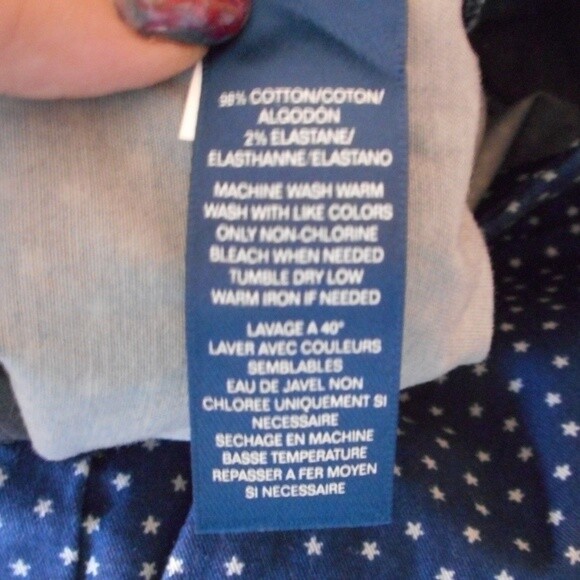 98% COTTON/COTON/
ALGODÓN
2% ELASTANE/
ELASTHANNE/ELASTANO
MACHINE WASH WARM
WASH WITH LIKE COLORS
ONLY NON-CHLORINE
BLEACH WHEN NEEDED
TUMBLE DRY LOW
WARM IRON IF NEEDED
LAVAGE A 40°
LAVER AVEC COULEURS
SEMBLABLES
EAU DE JAVEL NON
CHLOREE UNIQUEMENT SI
NECESSAIRE
SECHAGE EN MACHINE
BASSE TEMPERATURE
REPASSER A FER MOYEN
SI NECESSAIRE